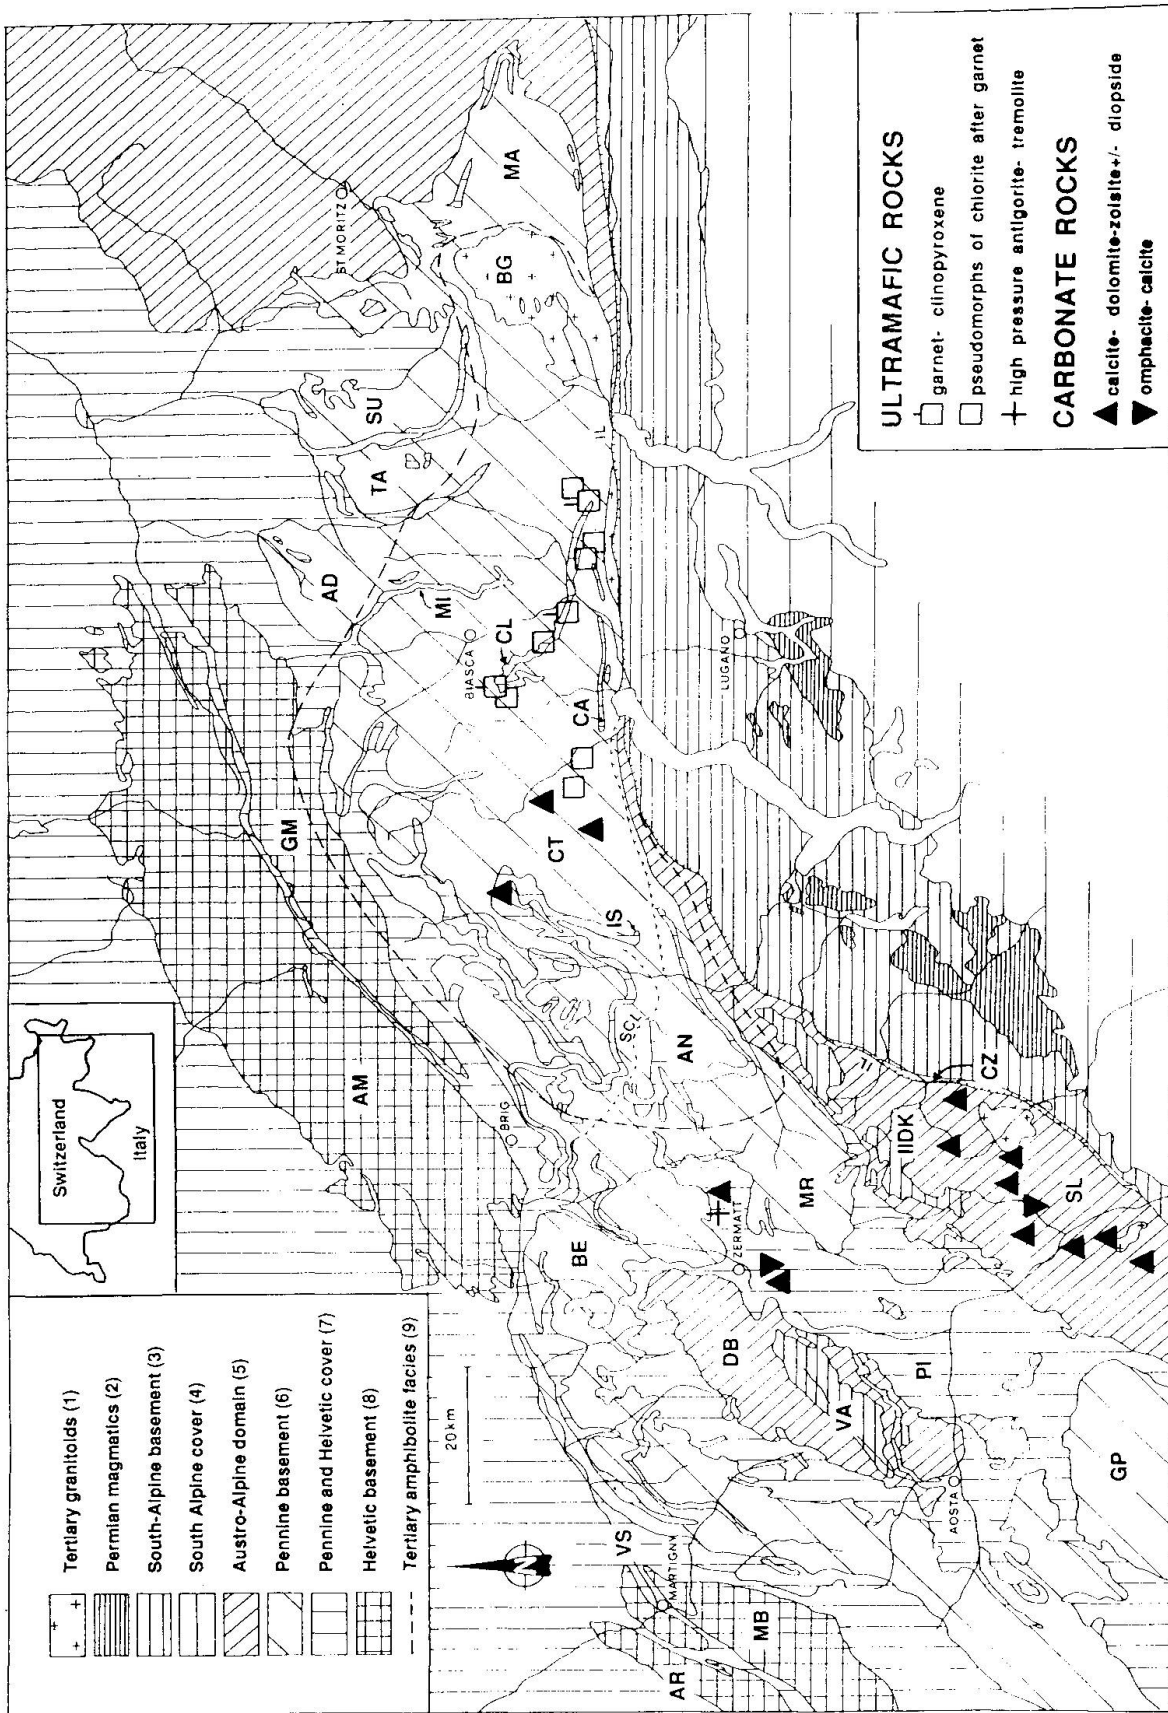 Tertiary granitoids (1)
Permian magmatics (2)
South-Alpine basement (3)
South Alpine cover (4)
Austro-Alpine domain (5)
Pennine basement (6)
Pennine and Helvetic cover (7)
Helvetic basement (8)
Tertiary amphibolite facies (9)
20 km
N
Switzerland
Italy
ULTRAMAFIC ROCKS
garnet- clinopyroxene
pseudomorphs of chlorite after garnet
high pressure antigorite- tremolite
CARBONATE ROCKS
calcite- dolomite-zoisite+/- diopside
omphacite- calcite
AR
MB
MARTIGNY
VS
AOSTA
GP
VA
DB
PI
BE
ZERMATT
MR
BRIG
AM
IIDK
SL
CZ
IL
AN
SCL
IS
GM
CT
CA
BIASCA
CL
MI
AD
LUGANO
TA
SU
IL
BG
ST MORITZ
MA